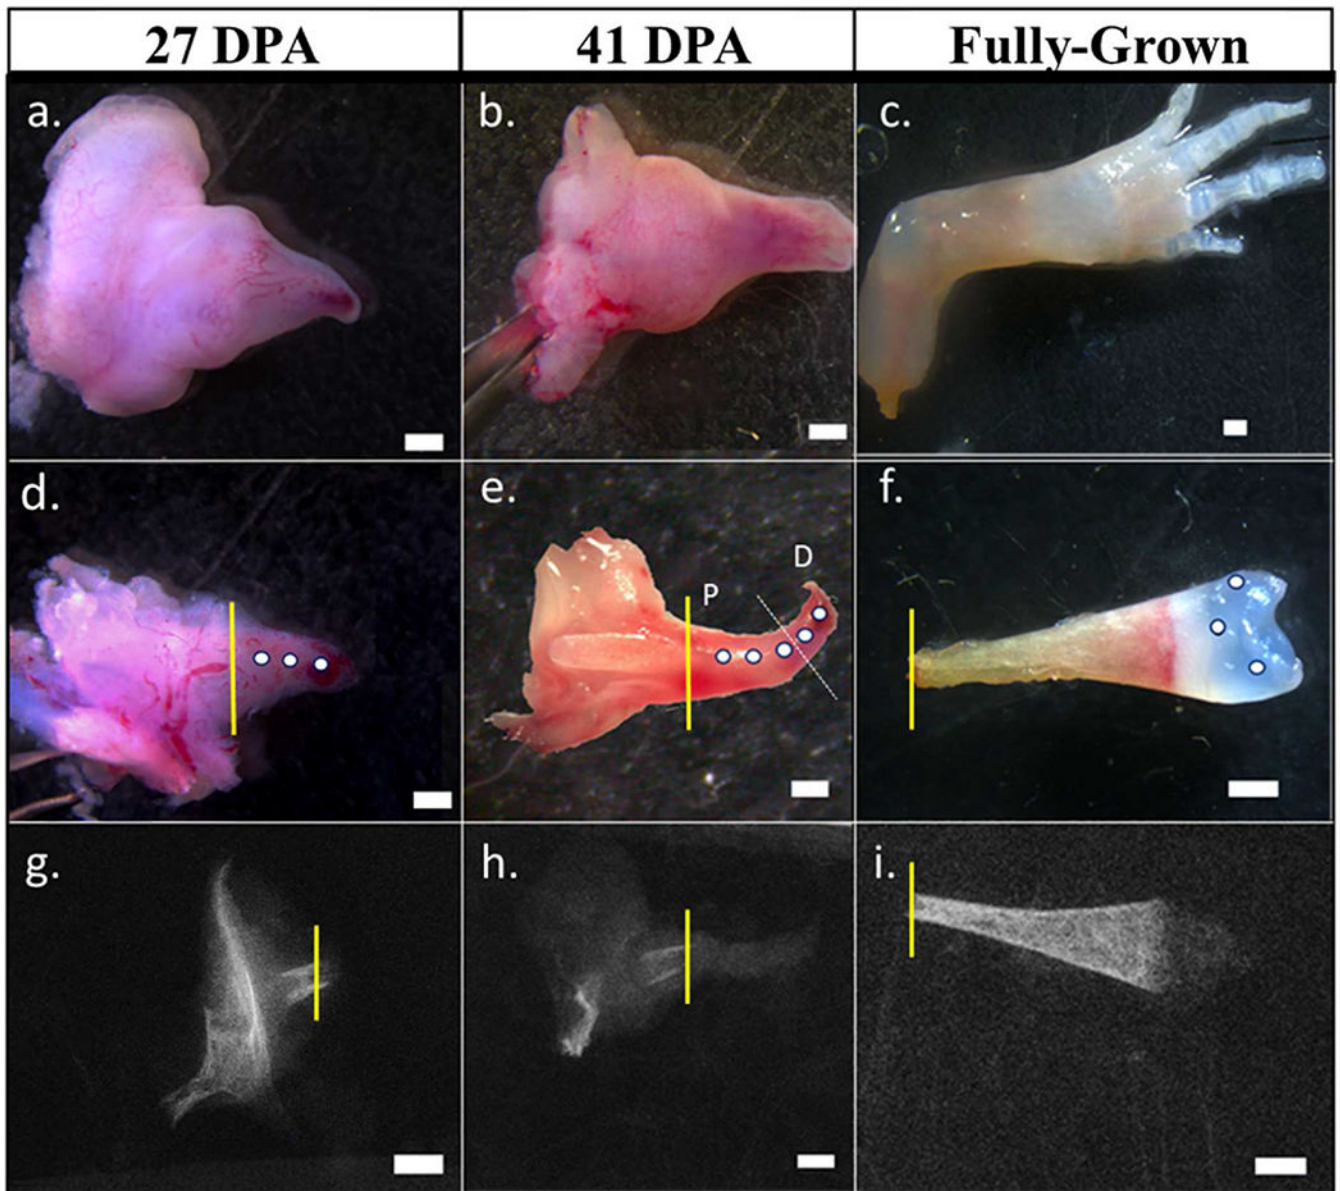 27 DPA 41 DPA Fully-Grown
a. b. c.
d. e. f.
D
P
g. h. i.